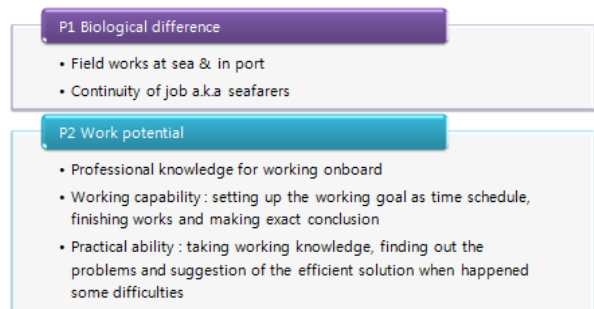 P1 Biological difference
• Field works at sea & in port
• Continuity of job a.k.a seafarers
P2 Work potential
• Professional knowledge for working onboard
• Working capability : setting up the working goal as time schedule,
finishing works and making exact conclusion
• Practical ability : taking working knowledge, finding out the
problems and suggestion of the efficient solution when happened
some difficulties